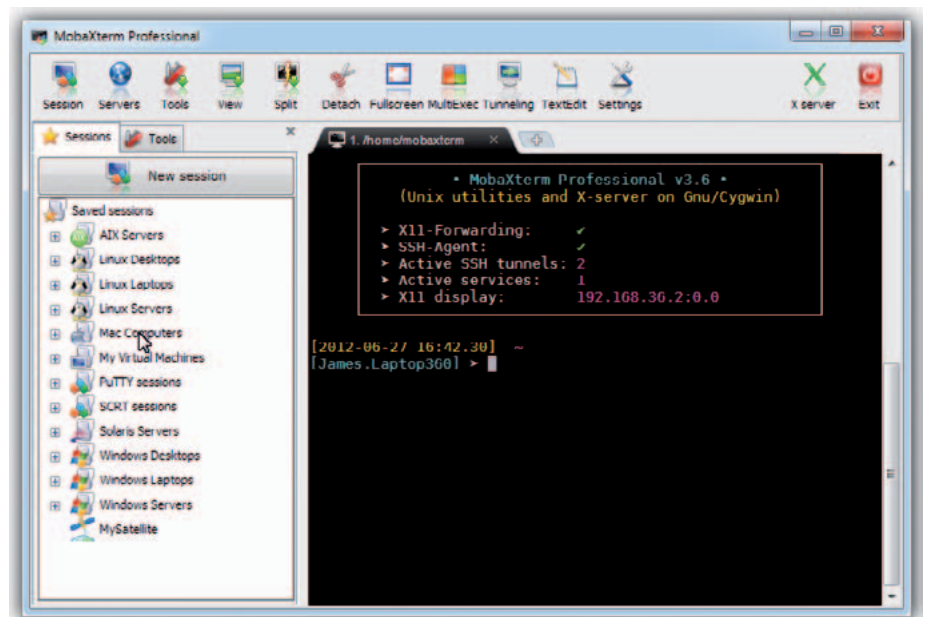 MobaXterm Professional
Session Servers Tools View Split Detach Fullscreen MultiExec Tunneling TextEdit Settings X server Exit
Sessions Tools
1. /home/mobaxterm
New session
Saved sessions
AIX Servers
Linux Desktops
Linux Laptops
Linux Servers
Mac Computers
My Virtual Machines
PuTTY sessions
SCRT sessions
Solaris Servers
Windows Desktops
Windows Laptops
Windows Servers
MySatellite
• MobaXterm Professional v3.6 •
(Unix utilities and X-server on Gnu/Cygwin)
➤ X11-Forwarding: ✔
➤ SSH-Agent: ✔
➤ Active SSH tunnels: 2
➤ Active services: 1
➤ X11 display: 192.168.36.2:0.0
[2012-06-27 16:42.30] ~
[James.Laptop360] ➤